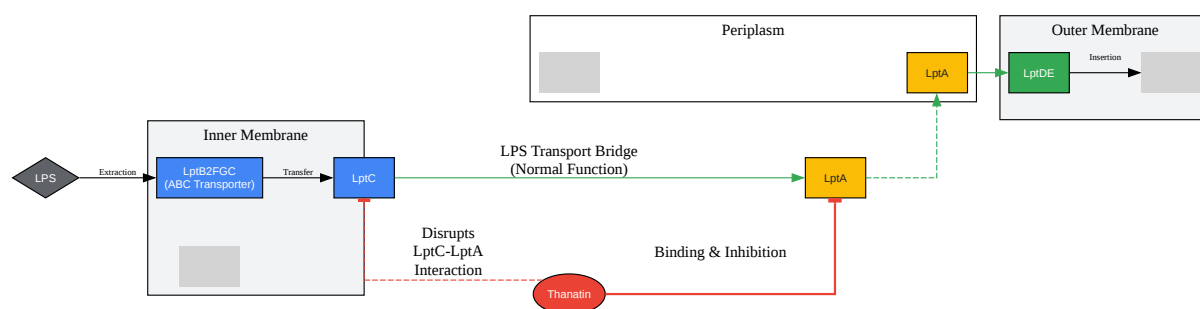 Periplasm
Outer Membrane
LptA
LptDE
Insertion
Inner Membrane
LPS
Extraction
LptB2FGC
(ABC Transporter)
Transfer
LptC
LPS Transport Bridge
(Normal Function)
LptA
Disrupts
LptC-LptA
Interaction
Binding & Inhibition
Thanatin